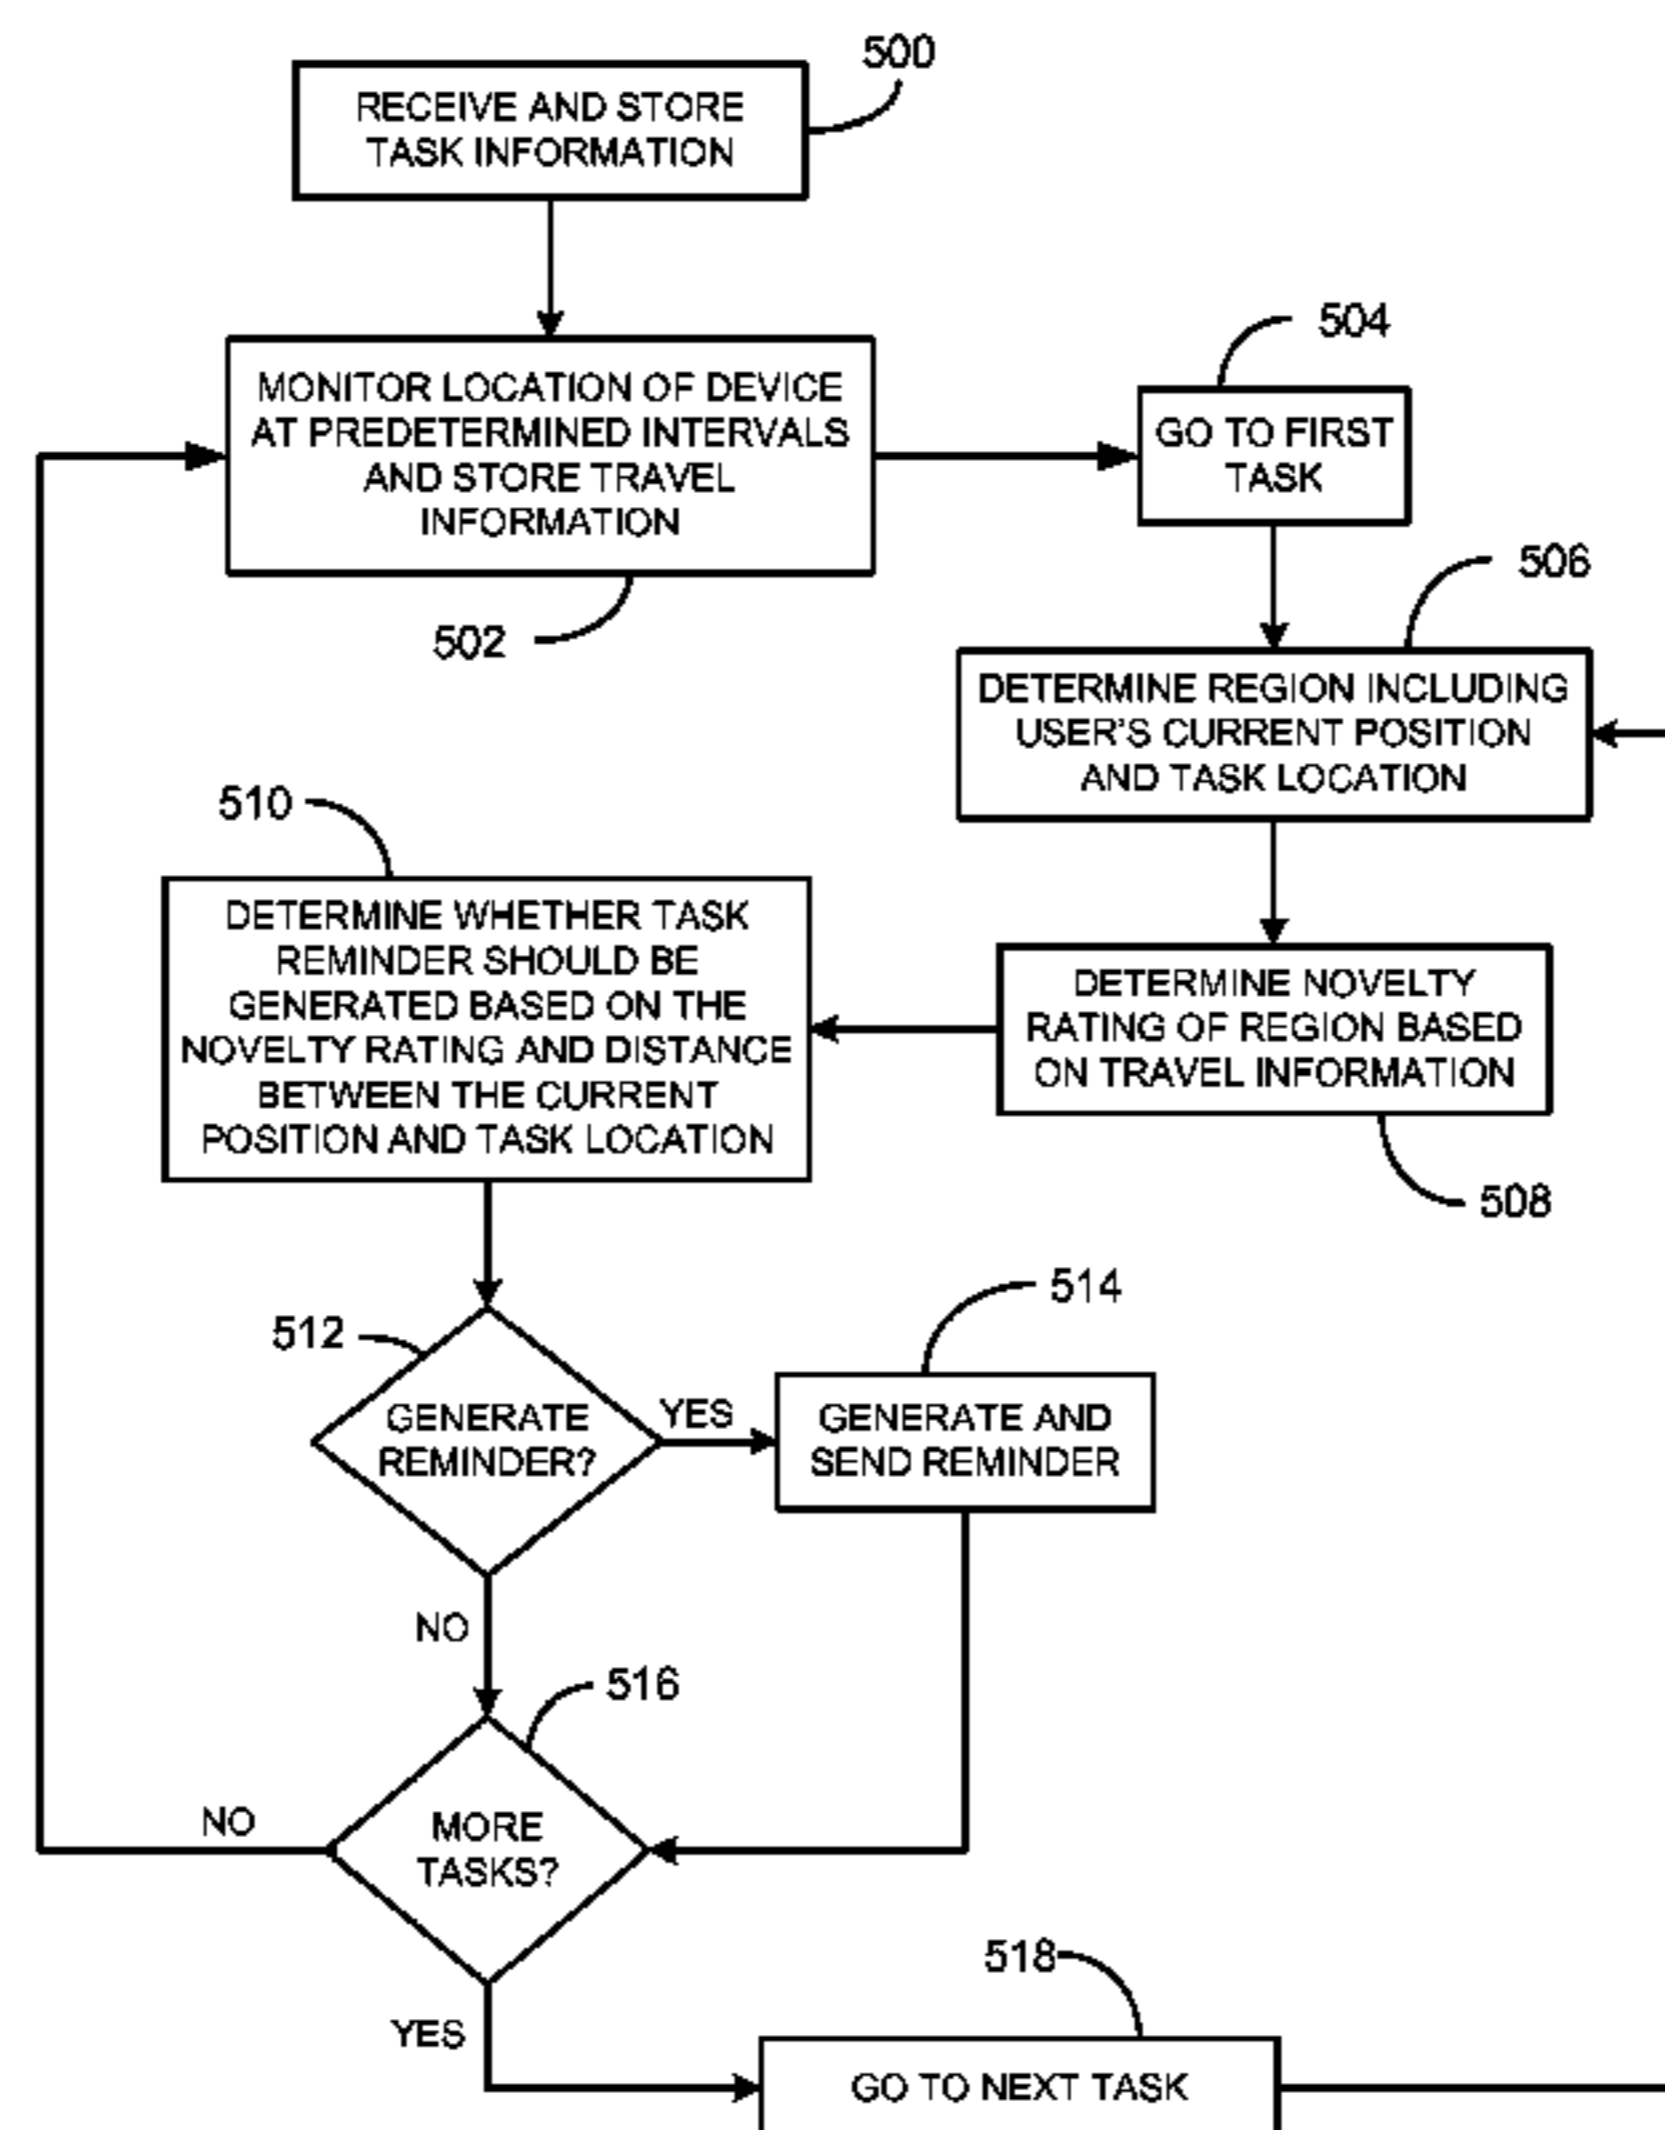 500
RECEIVE AND STORE
TASK INFORMATION
504
MONITOR LOCATION OF DEVICE
AT PREDETERMINED INTERVALS
AND STORE TRAVEL
INFORMATION
GO TO FIRST
TASK
502
506
DETERMINE REGION INCLUDING
USER'S CURRENT POSITION
AND TASK LOCATION
510
DETERMINE WHETHER TASK
REMINDER SHOULD BE
GENERATED BASED ON THE
NOVELTY RATING AND DISTANCE
BETWEEN THE CURRENT
POSITION AND TASK LOCATION
DETERMINE NOVELTY
RATING OF REGION BASED
ON TRAVEL INFORMATION
508
512
514
GENERATE
REMINDER?
YES
GENERATE AND
SEND REMINDER
NO
516
NO
MORE
TASKS?
518
YES
GO TO NEXT TASK